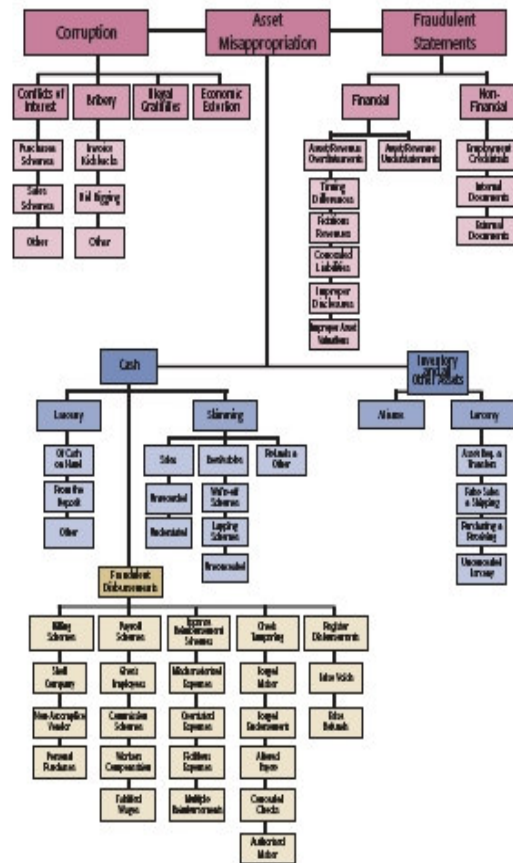 Corruption
Asset
Misappropriation
Fraudulent
Statements
Conflicts of
Interest
Bribery
Illegal
Gratuities
Economic
Extortion
Financial
Non-
Financial
Purchases
Schemes
Invoice
Kickbacks
Asset/Revenue
Overstatements
Asset/Revenue
Understatements
Employment
Credentials
Sales
Schemes
Bid Rigging
Timing
Differences
Internal
Documents
Other
Other
Fictitious
Revenues
External
Documents
Concealed
Liabilities
Improper
Disclosures
Improper Asset
Valuations
Cash
Inventory
and all
Other Assets
Larceny
Skimming
Misuse
Larceny
Of Cash
on Hand
Sales
Receivables
Refunds &
Other
Asset Req. &
Transfers
From the
Deposit
Unrecorded
Write-off
Schemes
False Sales
& Shipping
Other
Understated
Lapping
Schemes
Purchasing &
Receiving
Unconcealed
Unconcealed
Larceny
Fraudulent
Disbursements
Billing
Schemes
Payroll
Schemes
Expense
Reimbursement
Schemes
Check
Tampering
Register
Disbursements
Shell
Company
Ghost
Employees
Mischaracterized
Expenses
Forged
Maker
False Voids
Non-Accomplice
Vendor
Commission
Schemes
Overstated
Expenses
Forged
Endorsement
False
Refunds
Personal
Purchases
Workers
Compensation
Fictitious
Expenses
Altered
Payee
Falsified
Wages
Multiple
Reimbursements
Concealed
Checks
Authorized
Maker